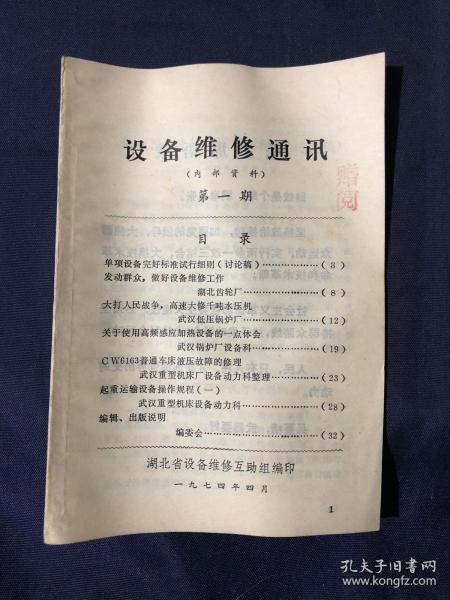 设备维修通讯
（内部资料）
第一期
赠阅
目录
单项设备完好标准试行细则（讨论稿）……………（3）
发动群众，做好设备维修工作
湖北齿轮厂……………………（8）
大打人民战争，高速大修千吨水压机
武汉低压锅炉厂………………（12）
关于使用高频感应加热设备的一点体会
武汉锅炉厂设备科……………（19）
CW6163普通车床液压故障的修理
武汉重型机床厂设备动力科整理…………（23）
起重运输设备操作规程（一）
武汉重型机床设备动力科…………（28）
编辑、出版说明
编委会……………………（32）
湖北省设备维修互助组编印
一九七四年四月
1
孔夫子旧书网
www.kongfz.com